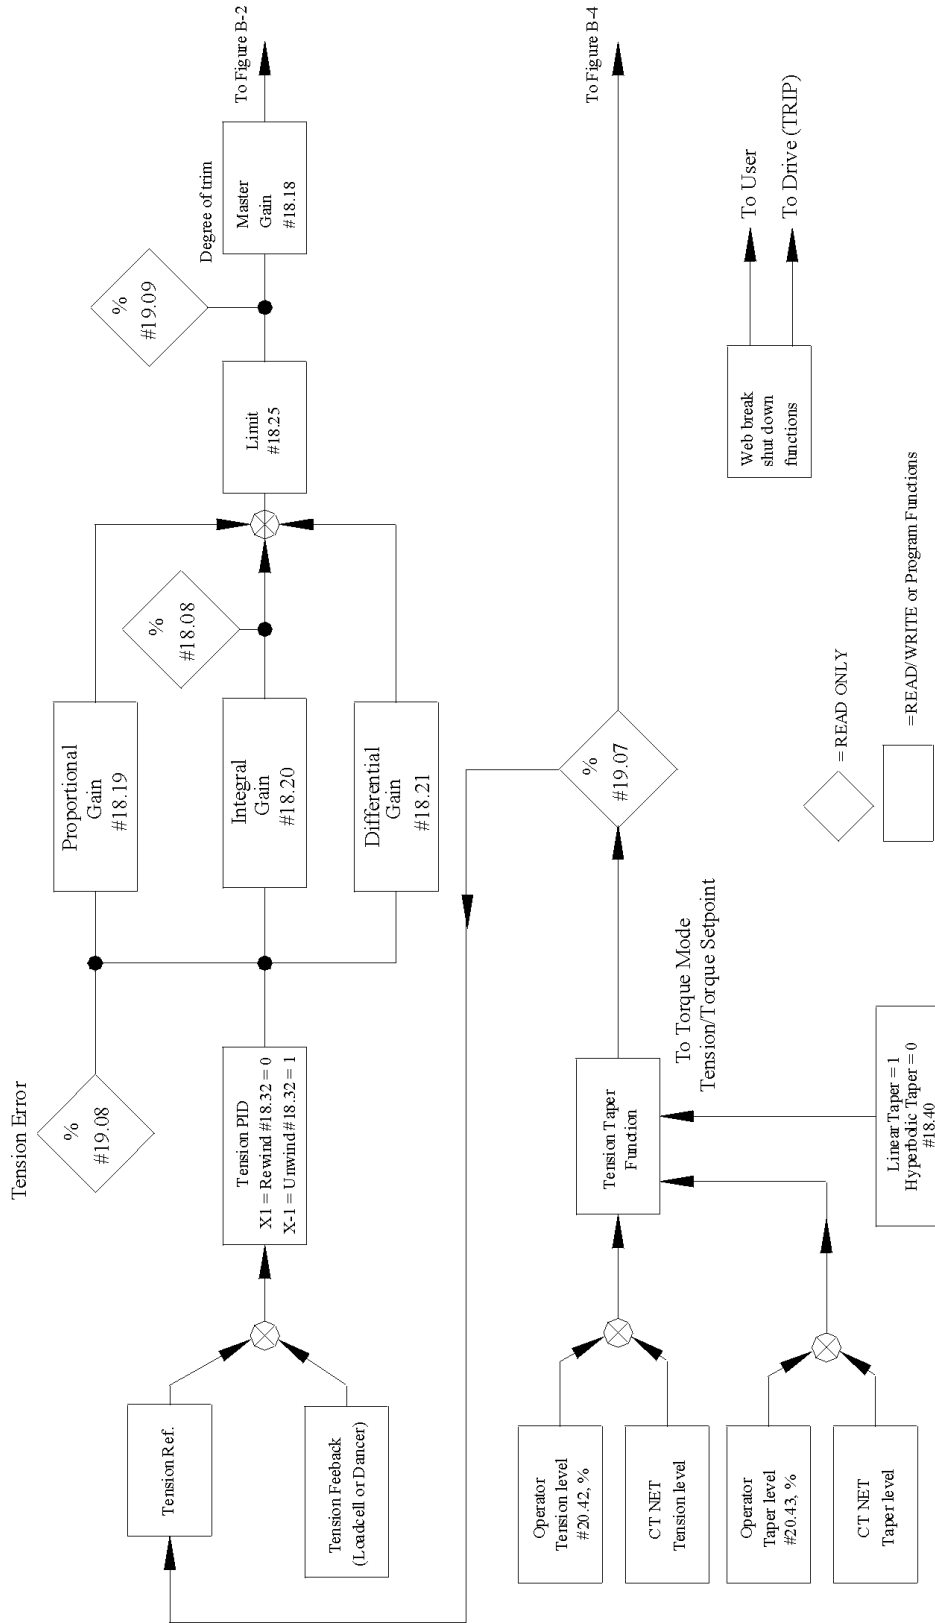 Tension Error
%
#19.08
Tension Ref.
Tension Feeback
(Loadcell or Dancer)
Tension PID
X1 = Rewind #18.32 = 0
X-1 = Unwind #18.32 = 1
Proportional
Gain
#18.19
Integral
Gain
#18.20
Differential
Gain
#18.21
%
#18.08
Limit
#18.25
%
#19.09
Degree of trim
Master
Gain
#18.18
To Figure B-2
Operator
Tension level
#20.42, %
CT NET
Tension level
Operator
Taper level
#20.43, %
CT NET
Taper level
Tension Taper
Function
Linear Taper = 1
Hyperbolic Taper = 0
#18.40
To Torque Mode
Tension/Torque Setpoint
%
#19.07
To Figure B-4
Web break
shut down
functions
To User
To Drive (TRIP)
=READ ONLY
=READ/WRITE or Program Functions